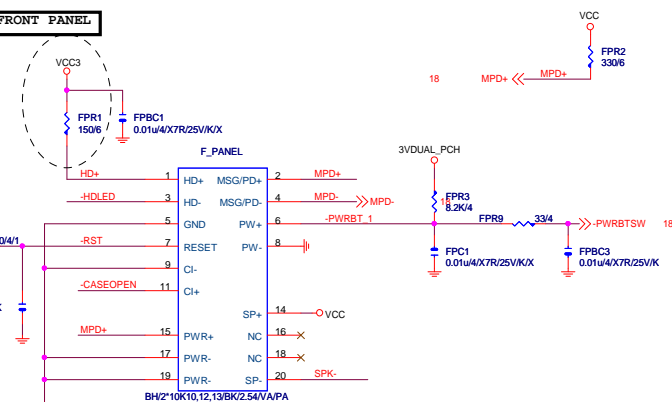 FRONT PANEL
VCC
VCC3
FPR2
330/6
18
MPD+
MPD+
FPR1
150/6
FPBC1
0.01u/4/X7R/25V/K/X
F_PANEL
3VDUAL_PCH
HD+
1
HD+
MSG/PD+
2
MPD+
-HDLED
3
HD-
MSG/PD-
4
MPD-
MPD-
18
FPR3
8.2K/4
5
GND
PW+
6
-PWRBT_1
FPR9
33/4
-PWRBTSW
18
0/4/1
-RST
7
RESET
PW-
8
FPC1
0.01u/4/X7R/25V/K/X
FPBC3
0.01u/4/X7R/25V/K
9
CI-
-CASEOPEN
11
CI+
SP+
14
VCC
MPD+
15
PWR+
NC
16
17
PWR-
NC
18
19
PWR-
SP-
20
SPK-
BH/2*10K10,12,13/BK/2.54/VA/PA